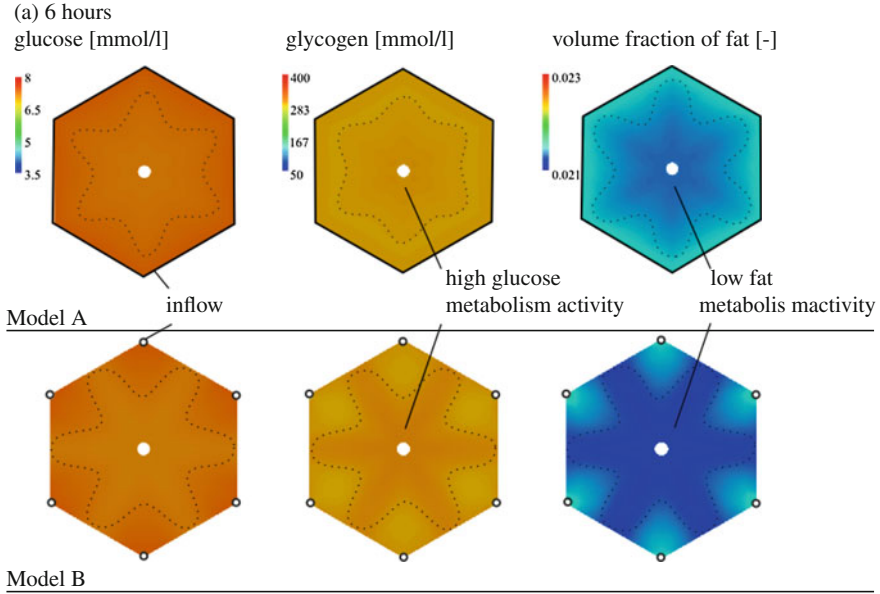 (a) 6 hours
glucose [mmol/l] glycogen [mmol/l] volume fraction of fat [-]
8 400 0.023
6.5 283
5 167
3.5 50 0.021
high glucose low fat
inflow metabolism activity metabolis mactivity
Model A
Model B